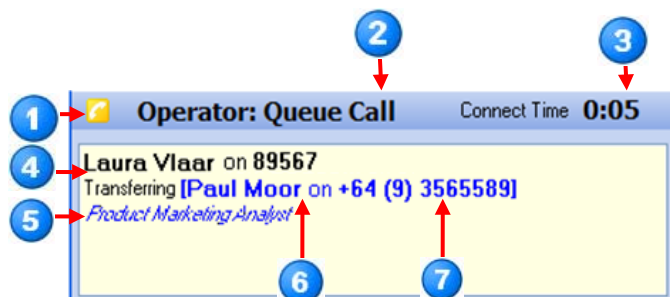 2
3
1
Operator: Queue Call Connect Time 0:05
4
Laura Vlaar on 89567
Transferring [Paul Moor on +64 (9) 3565589]
5
Product Marketing Analyst
6
7